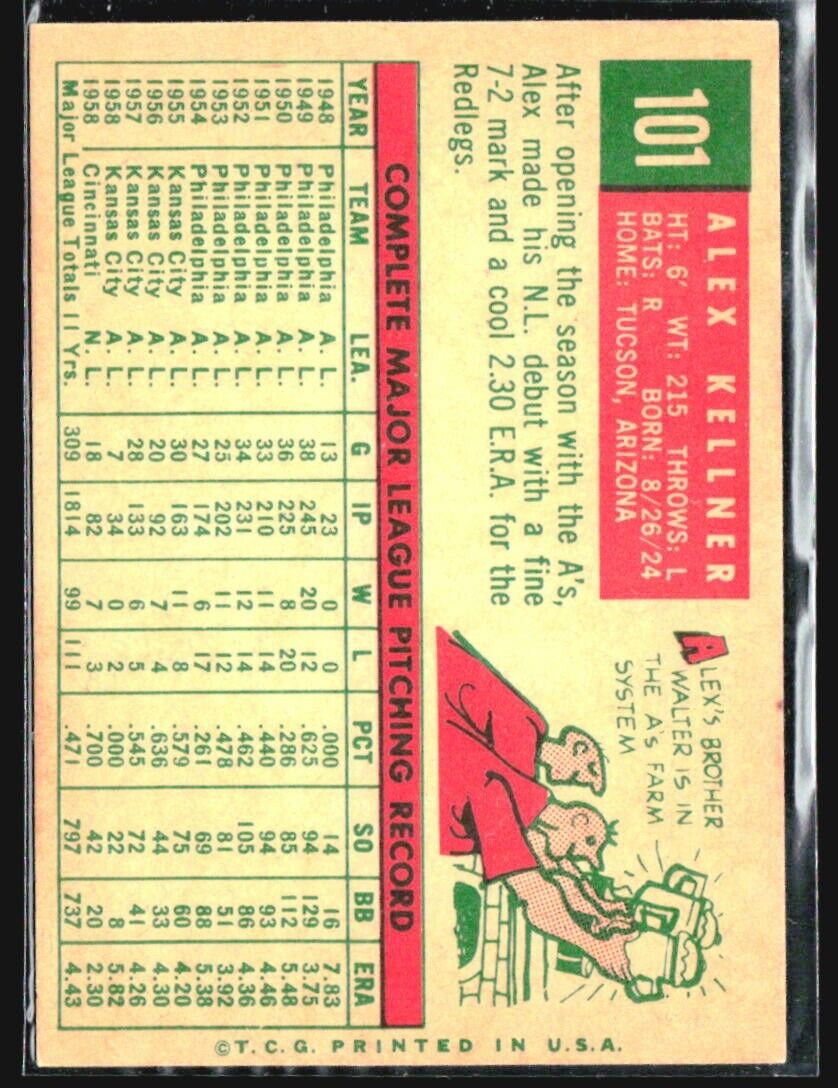 101
ALEX KELLNER
HT: 6' WT: 215 THROWS: L
BATS: R BORN: 8/26/24
HOME: TUCSON, ARIZONA
After opening the season with the A's,
Alex made his N.L. debut with a fine
7-2 mark and a cool 2.30 E.R.A. for the
Redlegs.
ALEX'S BROTHER
WALTER IS IN
THE A'S FARM
SYSTEM
COMPLETE MAJOR LEAGUE PITCHING RECORD
YEAR TEAM LEA. G IP W L PCT SO BB ERA
1948 Philadelphia A. L. 13 23 0 0 .000 14 16 7.83
1949 Philadelphia A. L. 38 245 20 12 .625 94 129 3.75
1950 Philadelphia A. L. 36 225 8 20 .286 85 112 5.48
1951 Philadelphia A. L. 33 210 11 14 .440 94 93 4.46
1952 Philadelphia A. L. 34 231 12 14 .462 105 86 4.36
1953 Philadelphia A. L. 25 202 11 12 .478 81 51 3.92
1954 Philadelphia A. L. 27 174 6 17 .261 69 88 5.38
1955 Kansas City A. L. 30 163 11 8 .579 75 60 4.20
1956 Kansas City A. L. 20 92 7 4 .636 44 33 4.30
1957 Kansas City A. L. 28 133 6 5 .545 72 41 4.26
1958 Kansas City A. L. 7 34 0 2 .000 22 8 5.82
1958 Cincinnati N. L. 18 82 7 3 .700 42 20 2.30
Major League Totals 11 Yrs. 309 1814 99 111 .471 797 737 4.43
©T.C.G. PRINTED IN U.S.A.